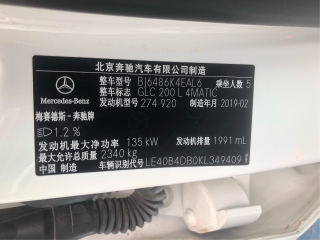 北京奔驰汽车有限公司制造
整车型号 BJ6486K4EAL6 乘坐人数 5
整车标志 GLC 200 L 4MATIC
Mercedes-Benz 发动机型号 274 920 制造年月 2019-02
梅赛德斯-奔驰牌
1.2 %
发动机最大净功率 135 kW 发动机排量 1991 mL
最大允许总质量 2340 kg
中国 制造 车辆识别代号 LE40B4DB0KL349409